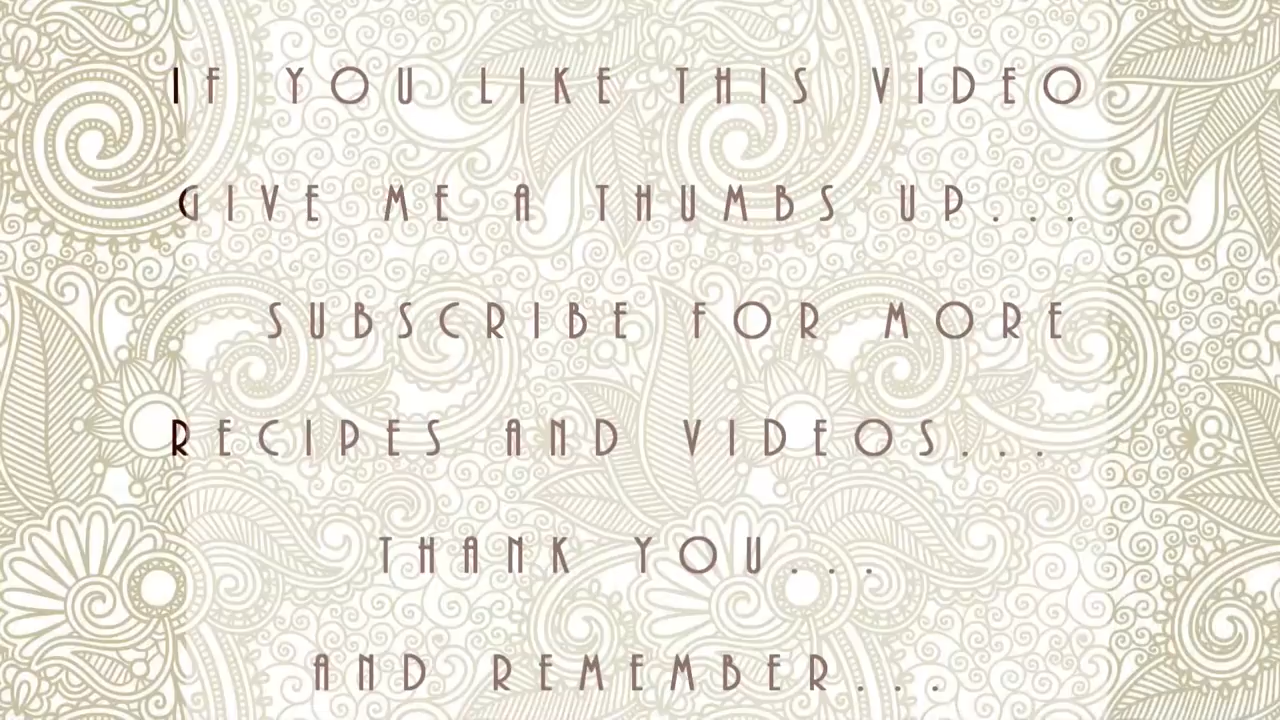 IF YOU LIKE THIS VIDEO
GIVE ME A THUMBS UP...
SUBSCRIBE FOR MORE
RECIPES AND VIDEOS...
THANK YOU...
AND REMEMBER...